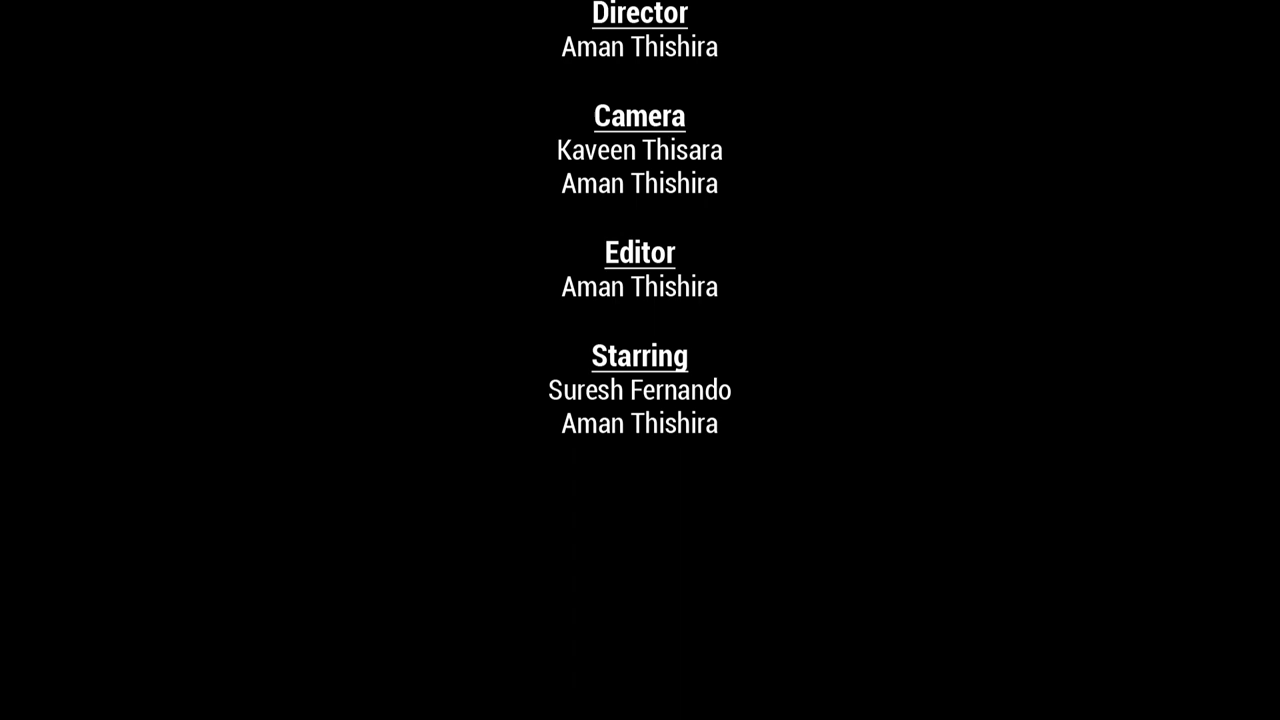 Director
Aman Thishira
Camera
Kaveen Thisara
Aman Thishira
Editor
Aman Thishira
Starring
Suresh Fernando
Aman Thishira